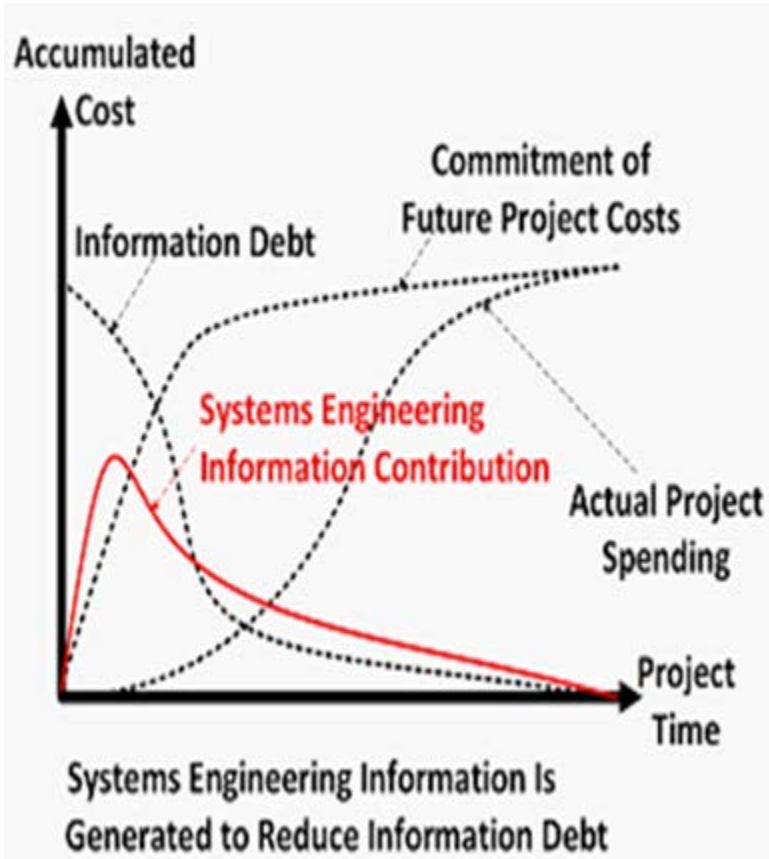 Accumulated
Cost
Commitment of
Future Project Costs
Information Debt
Systems Engineering
Information Contribution
Actual Project
Spending
Project
Time
Systems Engineering Information Is
Generated to Reduce Information Debt